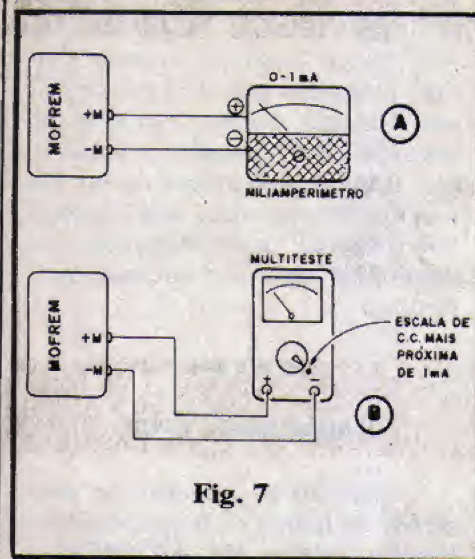 0-1mA
MOFREM
+M
-M
⊕
⊖
A
MILIAMPERÍMETRO
MULTITESTE
MOFREM
+M
-M
ESCALA DE
C.C. MAIS
PRÓXIMA
DE 1mA
+
-
B
Fig. 7